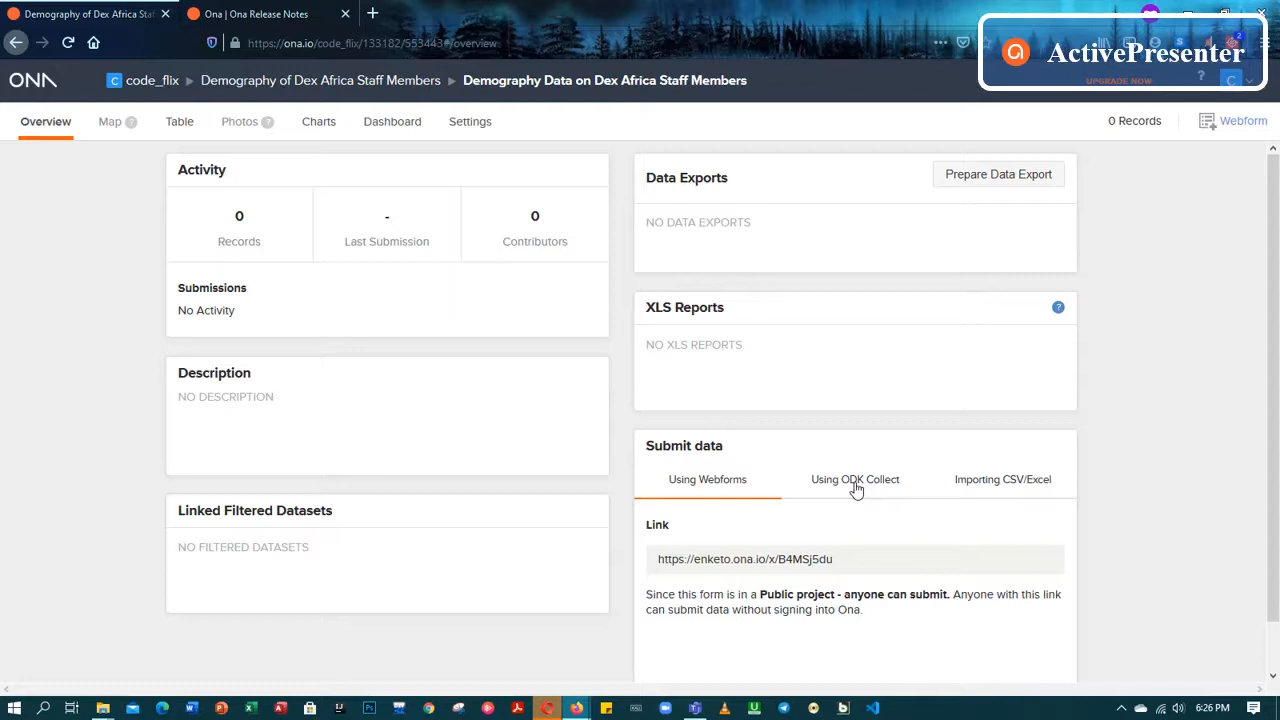 Demography of Dex Africa Staf
Ona | Ona Release Notes
https://ona.io/code_flix/133182/553443#/overview
ActivePresenter
ONA
C code_flix
Demography of Dex Africa Staff Members
Demography Data on Dex Africa Staff Members
UPGRADE NOW
? C
Overview
Map ?
Table
Photos ?
Charts
Dashboard
Settings
0 Records
Webform
Activity
0
Records
-
Last Submission
0
Contributors
Submissions
No Activity
Description
NO DESCRIPTION
Linked Filtered Datasets
NO FILTERED DATASETS
Data Exports
Prepare Data Export
NO DATA EXPORTS
XLS Reports
?
NO XLS REPORTS
Submit data
Using Webforms
Using ODK Collect
Importing CSV/Excel
Link
https://enketo.ona.io/x/B4MSj5du
Since this form is in a Public project - anyone can submit. Anyone with this link
can submit data without signing into Ona.
6:26 PM